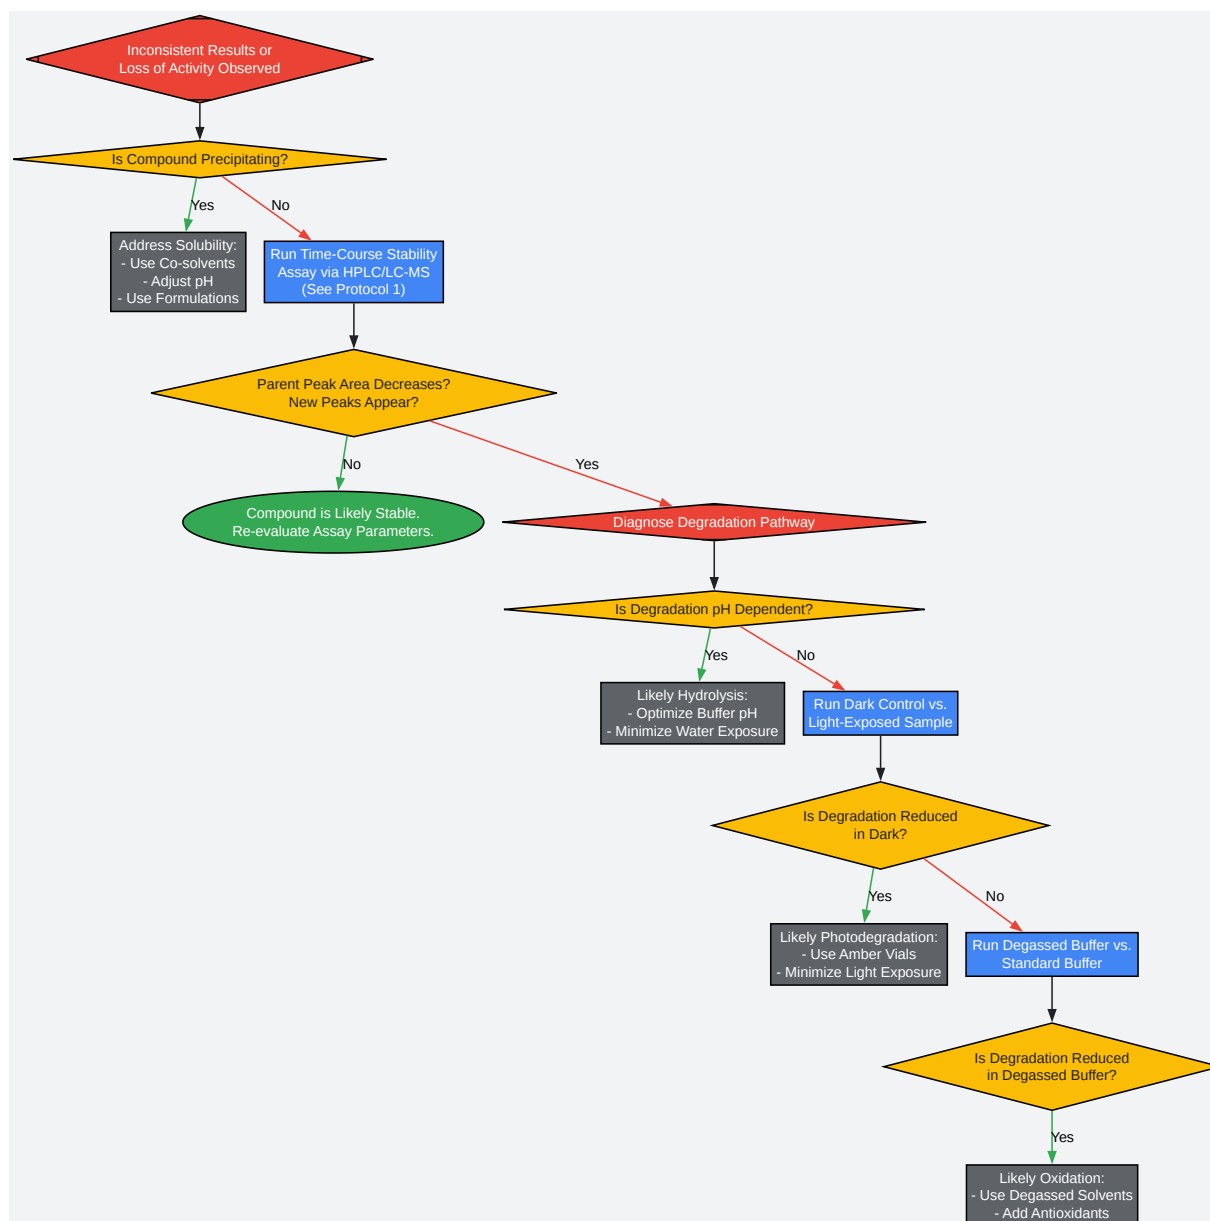 Inconsistent Results or
Loss of Activity Observed
Is Compound Precipitating?
Yes
No
Address Solubility:
- Use Co-solvents
- Adjust pH
- Use Formulations
Run Time-Course Stability
Assay via HPLC/LC-MS
(See Protocol 1)
Parent Peak Area Decreases?
New Peaks Appear?
No
Yes
Compound is Likely Stable.
Re-evaluate Assay Parameters.
Diagnose Degradation Pathway
Is Degradation pH Dependent?
Yes
No
Likely Hydrolysis:
- Optimize Buffer pH
- Minimize Water Exposure
Run Dark Control vs.
Light-Exposed Sample
Is Degradation Reduced
in Dark?
Yes
No
Likely Photodegradation:
- Use Amber Vials
- Minimize Light Exposure
Run Degassed Buffer vs.
Standard Buffer
Is Degradation Reduced
in Degassed Buffer?
Yes
Likely Oxidation:
- Use Degassed Solvents
- Add Antioxidants